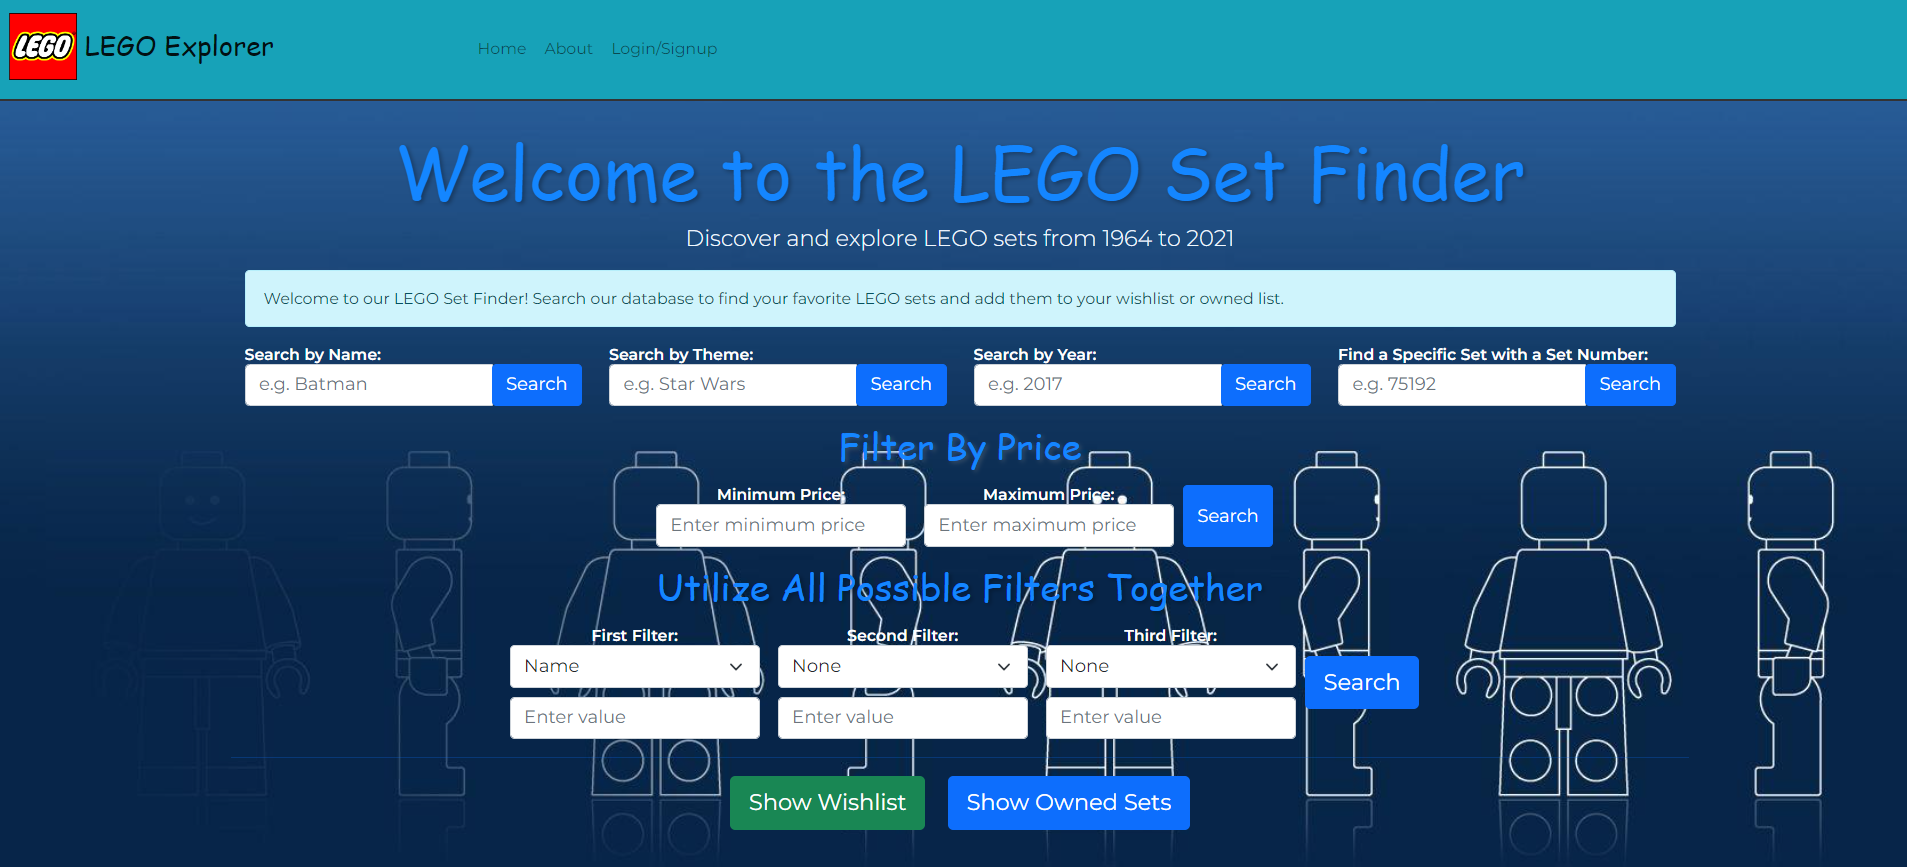 LEGO LEGO Explorer Home About Login/Signup
Welcome to the LEGO Set Finder
Discover and explore LEGO sets from 1964 to 2021
Welcome to our LEGO Set Finder! Search our database to find your favorite LEGO sets and add them to your wishlist or owned list.
Search by Name: Search by Theme: Search by Year: Find a Specific Set with a Set Number:
e.g. Batman Search e.g. Star Wars Search e.g. 2017 Search e.g. 75192 Search
Filter By Price
Minimum Price: Maximum Price:
Enter minimum price Enter maximum price Search
Utilize All Possible Filters Together
First Filter: Second Filter: Third Filter:
Name None None Search
Enter value Enter value Enter value
Show Wishlist Show Owned Sets